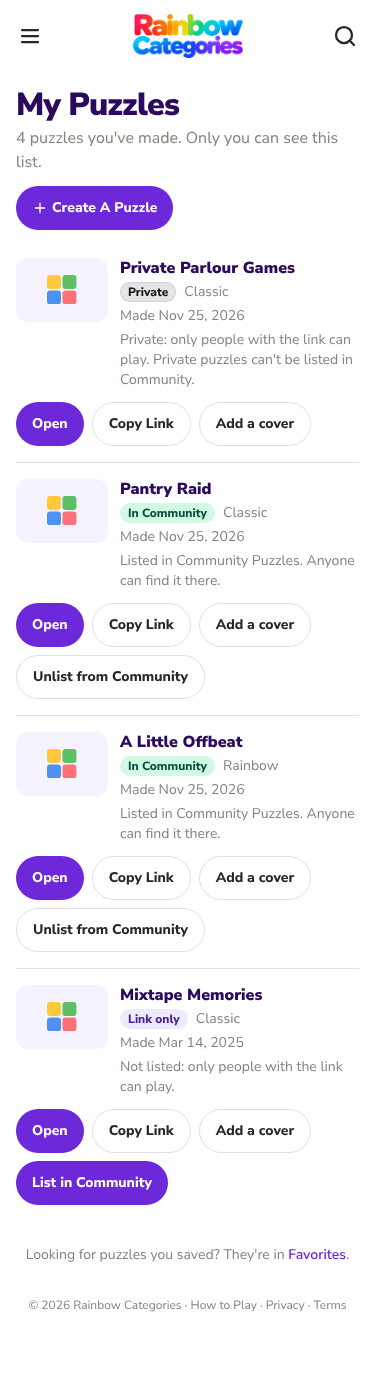 Rainbow
Categories
My Puzzles
4 puzzles you've made. Only you can see this
list.
+ Create A Puzzle
Private Parlour Games
Private Classic
Made Nov 25, 2026
Private: only people with the link can
play. Private puzzles can't be listed in
Community.
Open Copy Link Add a cover
Pantry Raid
In Community Classic
Made Nov 25, 2026
Listed in Community Puzzles. Anyone
can find it there.
Open Copy Link Add a cover
Unlist from Community
A Little Offbeat
In Community Rainbow
Made Nov 25, 2026
Listed in Community Puzzles. Anyone
can find it there.
Open Copy Link Add a cover
Unlist from Community
Mixtape Memories
Link only Classic
Made Mar 14, 2025
Not listed: only people with the link
can play.
Open Copy Link Add a cover
List in Community
Looking for puzzles you saved? They're in Favorites.
© 2026 Rainbow Categories · How to Play · Privacy · Terms